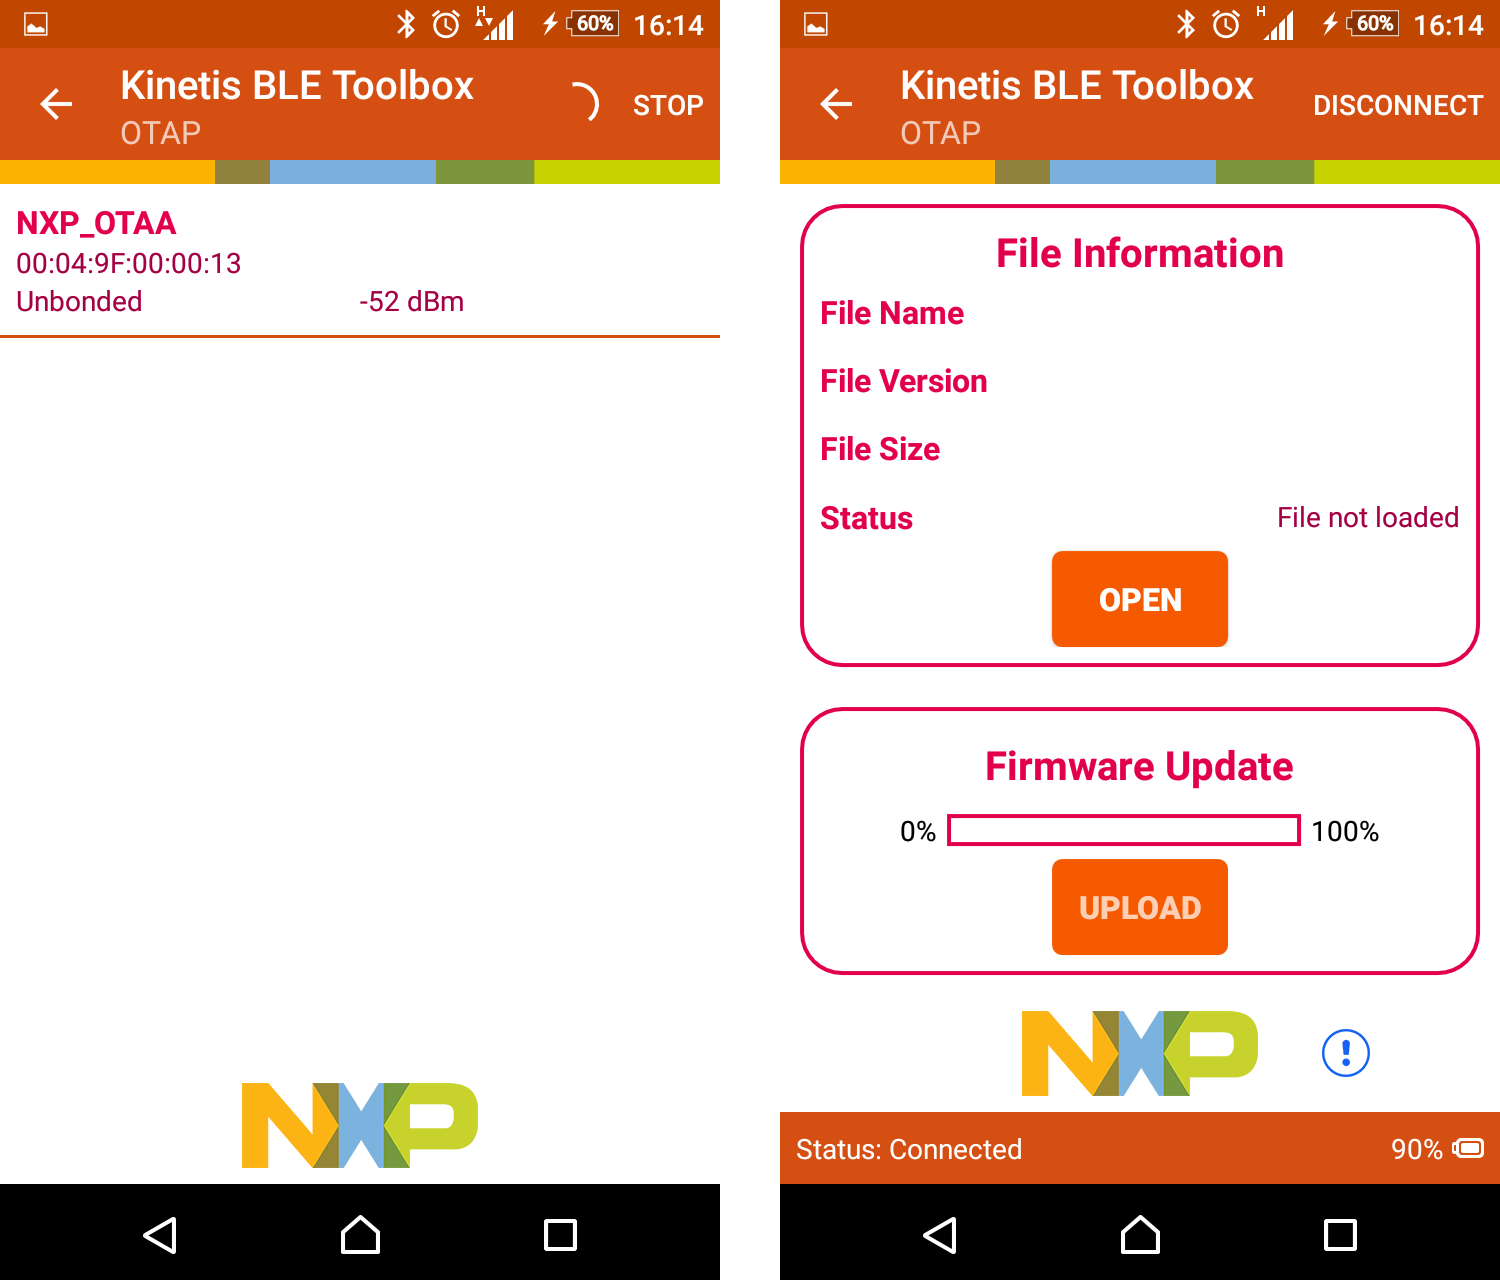 H 60% 16:14
Kinetis BLE Toolbox
OTAP
STOP
NXP_OTAA
00:04:9F:00:00:13
Unbonded -52 dBm
NXP
H 60% 16:14
Kinetis BLE Toolbox
OTAP
DISCONNECT
File Information
File Name
File Version
File Size
Status File not loaded
OPEN
Firmware Update
0% 100%
UPLOAD
NXP
Status: Connected 90%